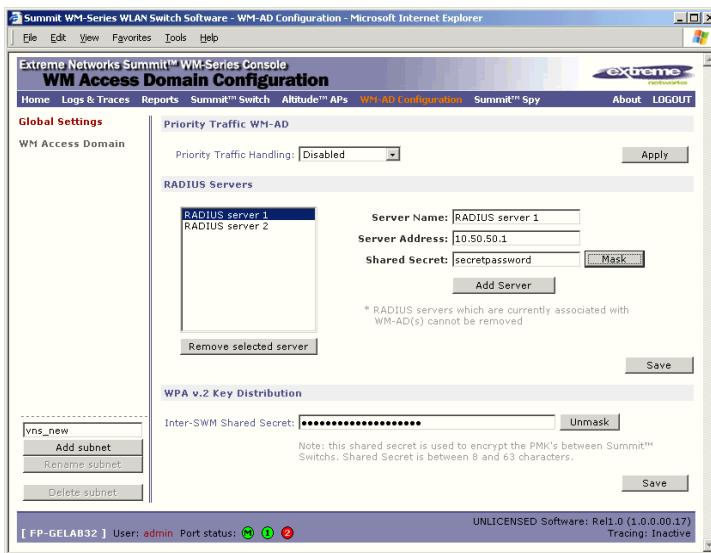 Summit WM-Series WLAN Switch Software - WM-AD Configuration - Microsoft Internet Explorer
File Edit View Favorites Tools Help
Extreme Networks Summit™ WM-Series Console
WM Access Domain Configuration
extreme networks
Home Logs & Traces Reports Summit™ Switch Altitude™ APs WM-AD Configuration Summit™ Spy About LOGOUT
Global Settings
WM Access Domain
Priority Traffic WM-AD
Priority Traffic Handling: Disabled Apply
RADIUS Servers
RADIUS server 1
RADIUS server 2
Server Name: RADIUS server 1
Server Address: 10.50.50.1
Shared Secret: secretpassword Mask
Add Server
* RADIUS servers which are currently associated with
WM-AD(s) cannot be removed
Remove selected server
Save
WPA v.2 Key Distribution
Inter-SWM Shared Secret: •••••••••••••••••••• Unmask
Note: this shared secret is used to encrypt the PMK's between Summit™
Switchs. Shared Secret is between 8 and 63 characters.
Save
vns_new
Add subnet
Rename subnet
Delete subnet
[ FP-GELAB32 ] User: admin Port status: M 1 2
UNLICENSED Software: Rel1.0 (1.0.0.00.17)
Tracing: Inactive